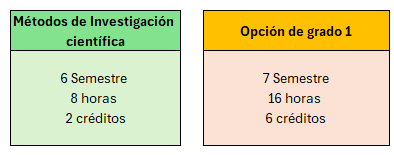 Métodos de Investigación
científica
6 Semestre
8 horas
2 créditos
Opción de grado 1
7 Semestre
16 horas
6 créditos